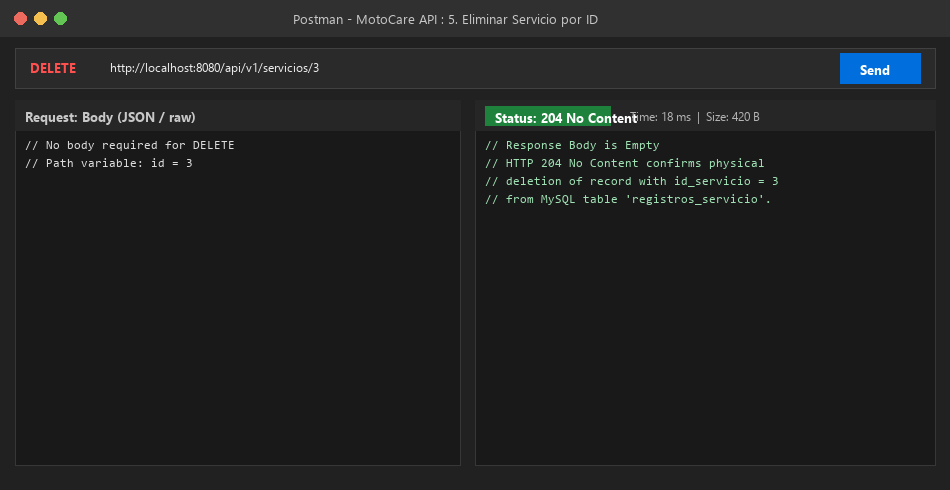 Postman - MotoCare API : 5. Eliminar Servicio por ID
DELETE http://localhost:8080/api/v1/servicios/3 Send
Request: Body (JSON / raw)
// No body required for DELETE
// Path variable: id = 3
Status: 204 No Content Time: 18 ms | Size: 420 B
// Response Body is Empty
// HTTP 204 No Content confirms physical
// deletion of record with id_servicio = 3
// from MySQL table 'registros_servicio'.